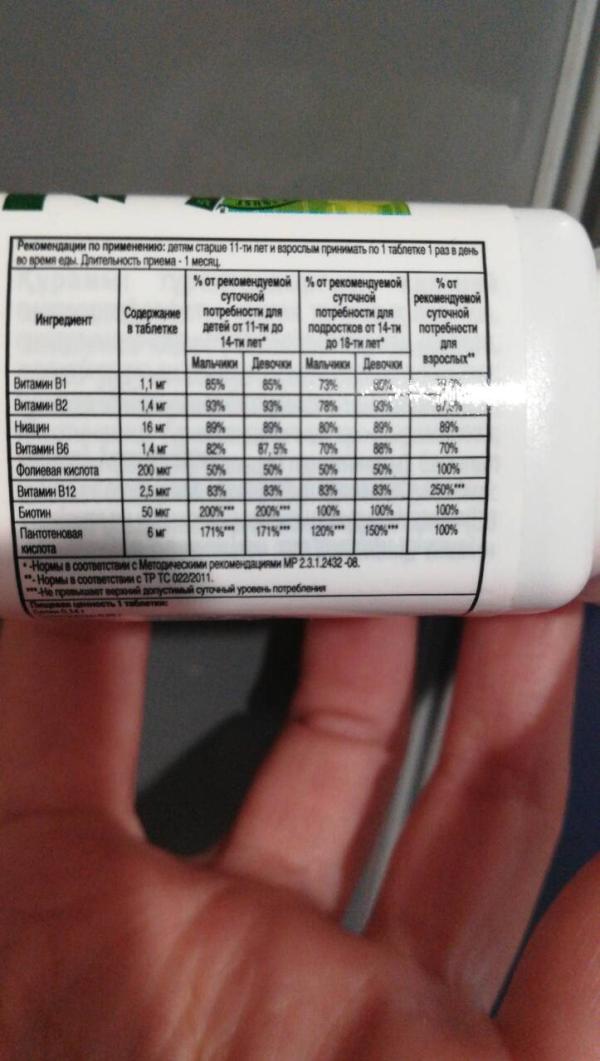 Рекомендации по применению: детям старше 11-ти лет и взрослым принимать по 1 таблетке 1 раз в день
во время еды. Длительность приема - 1 месяц.
Ингредиент
Содержание
в таблетке
% от рекомендуемой
суточной
потребности для
детей от 11-ти до
14-ти лет*
% от рекомендуемой
суточной
потребности для
подростков от 14-ти
до 18-ти лет*
% от
рекомендуемой
суточной
потребности
для
взрослых**
Мальчики Девочки Мальчики Девочки
Витамин В1 1,1 мг 85% 85% 73%
Витамин В2 1,4 мг 93% 93% 78% 93%
Ниацин 16 мг 89% 89% 80% 89% 89%
Витамин В6 1,4 мг 82% 87, 5% 70% 88% 70%
Фолиевая кислота 200 мкг 50% 50% 50% 50% 100%
Витамин В12 2,5 мкг 83% 83% 83% 83% 250%***
Биотин 50 мкг 200%*** 200%*** 100% 100% 100%
Пантотеновая 6 мг 171%*** 171%*** 120%*** 150%*** 100%
кислота
* -Нормы в соответствии с Методическими рекомендациями МР 2.3.1.2432 -08.
**- Нормы в соответствии с ТР ТС 022/2011.
***-Не превышает верхний допустимый суточный уровень потребления
Пищевая ценность 1 таблетки: